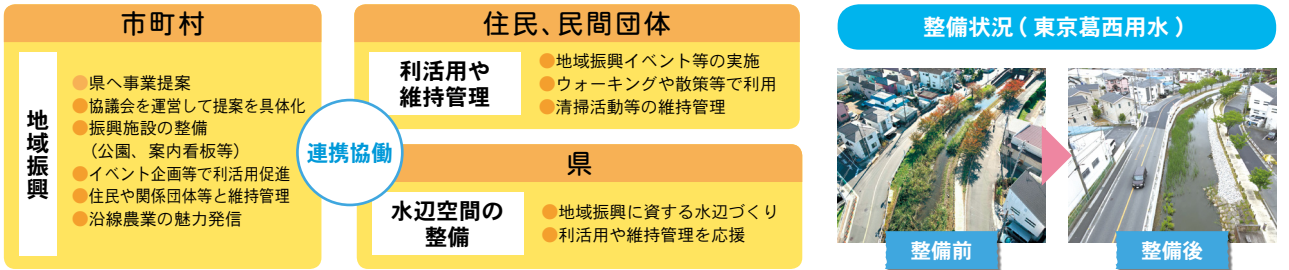 市町村
地域振興
●県へ事業提案
●協議会を運営して提案を具体化
●振興施設の整備
（公園、案内看板等）
●イベント企画等で利活用促進
●住民や関係団体等と維持管理
●沿線農業の魅力発信
連携協働
住民、民間団体
利活用や
維持管理
●地域振興イベント等の実施
●ウォーキングや散策等で利用
●清掃活動等の維持管理
県
水辺空間の
整備
●地域振興に資する水辺づくり
●利活用や維持管理を応援
整備状況(東京葛西用水)
整備前
整備後